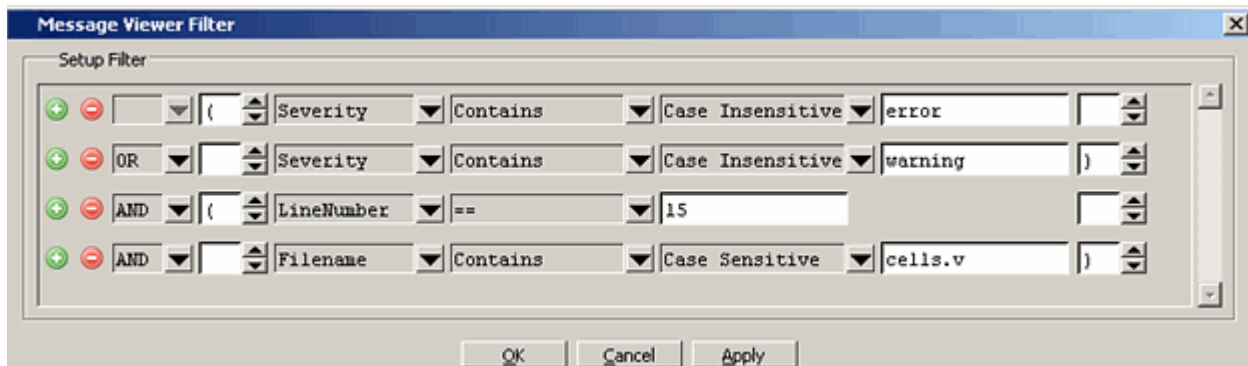 Message Viewer Filter
Setup Filter
( Severity Contains Case Insensitive error
OR Severity Contains Case Insensitive warning )
AND ( LineNumber == 15
AND Filename Contains Case Sensitive cells.v )
OK Cancel Apply